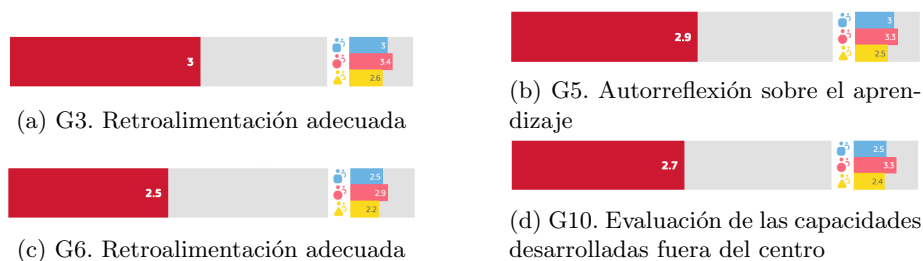 3
3
3.4
2.6
(a) G3. Retroalimentación adecuada
2.9
3
3.3
2.5
(b) G5. Autorreflexión sobre el apren-
dizaje
2.5
2.5
2.9
2.2
(c) G6. Retroalimentación adecuada
2.7
2.5
3.3
2.4
(d) G10. Evaluación de las capacidades
desarrolladas fuera del centro